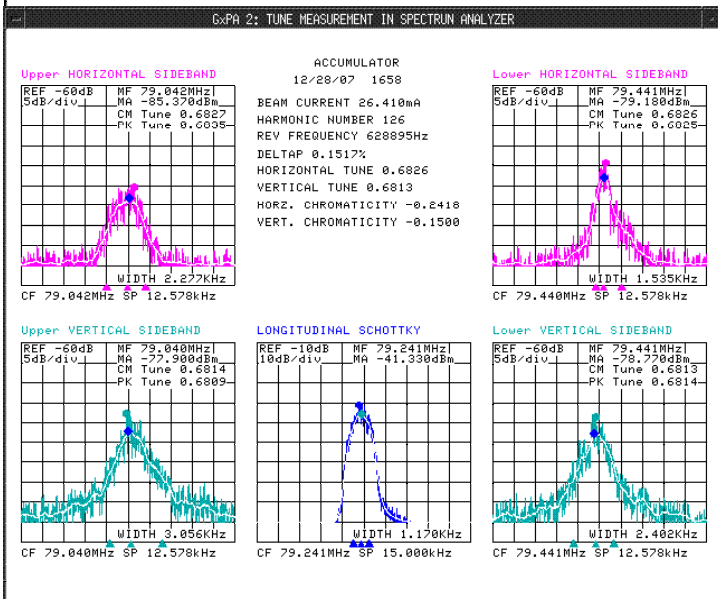 GxPA 2: TUNE MEASUREMENT IN SPECTRUN ANALYZER
ACCUMULATOR
12/28/07 1658
BEAM CURRENT 26.410mA
HARMONIC NUMBER 126
REV FREQUENCY 628895Hz
DELTAP 0.1517%
HORIZONTAL TUNE 0.6826
VERTICAL TUNE 0.6813
HORZ. CHROMATICITY -0.2418
VERT. CHROMATICITY -0.1500
Upper HORIZONTAL SIDEBAND
REF -60dB MF 79.042MHz
5dB/div MA -85.370dBm
CM Tune 0.6827
PK Tune 0.6835
WIDTH 2.277KHz
CF 79.042MHz SP 12.578kHz
Lower HORIZONTAL SIDEBAND
REF -60dB MF 79.441MHz
5dB/div MA -79.180dBm
CM Tune 0.6826
PK Tune 0.6825
WIDTH 1.535KHz
CF 79.440MHz SP 12.578kHz
Upper VERTICAL SIDEBAND
REF -60dB MF 79.040MHz
5dB/div MA -77.900dBm
CM Tune 0.6814
PK Tune 0.6809
WIDTH 3.056KHz
CF 79.040MHz SP 12.578kHz
LONGITUDINAL SCHOTTKY
REF -10dB MF 79.241MHz
10dB/div MA -41.330dBm
WIDTH 1.170KHz
CF 79.241MHz SP 15.000kHz
Lower VERTICAL SIDEBAND
REF -60dB MF 79.441MHz
5dB/div MA -78.770dBm
CM Tune 0.6813
PK Tune 0.6814
WIDTH 2.402KHz
CF 79.441MHz SP 12.578kHz